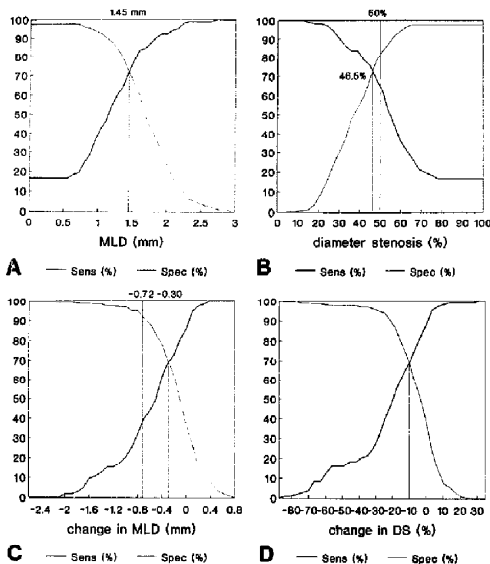 1.45 mm
100
90
80
70
60
50
40
30
20
10
0
0 0.5 1 1.5 2 2.5 3
MLD (mm)
A
Sens (%) Spec (%)
50%
46.5%
100
90
80
70
60
50
40
30
20
10
0
0 10 20 30 40 50 60 70 80 90 100
diameter stenosis (%)
B
Sens (%) Spec (%)
-0.72 -0.30
100
90
80
70
60
50
40
30
20
10
0
-2.4 -2 -1.6 -1.2 -0.8 -0.4 0 0.4 0.8
change in MLD (mm)
C
Sens (%) Spec (%)
100
90
80
70
60
50
40
30
20
10
0
-80-70-60-50-40-30-20-10 0 10 20 30
change in DS (%)
D
Sens (%) Spec (%)